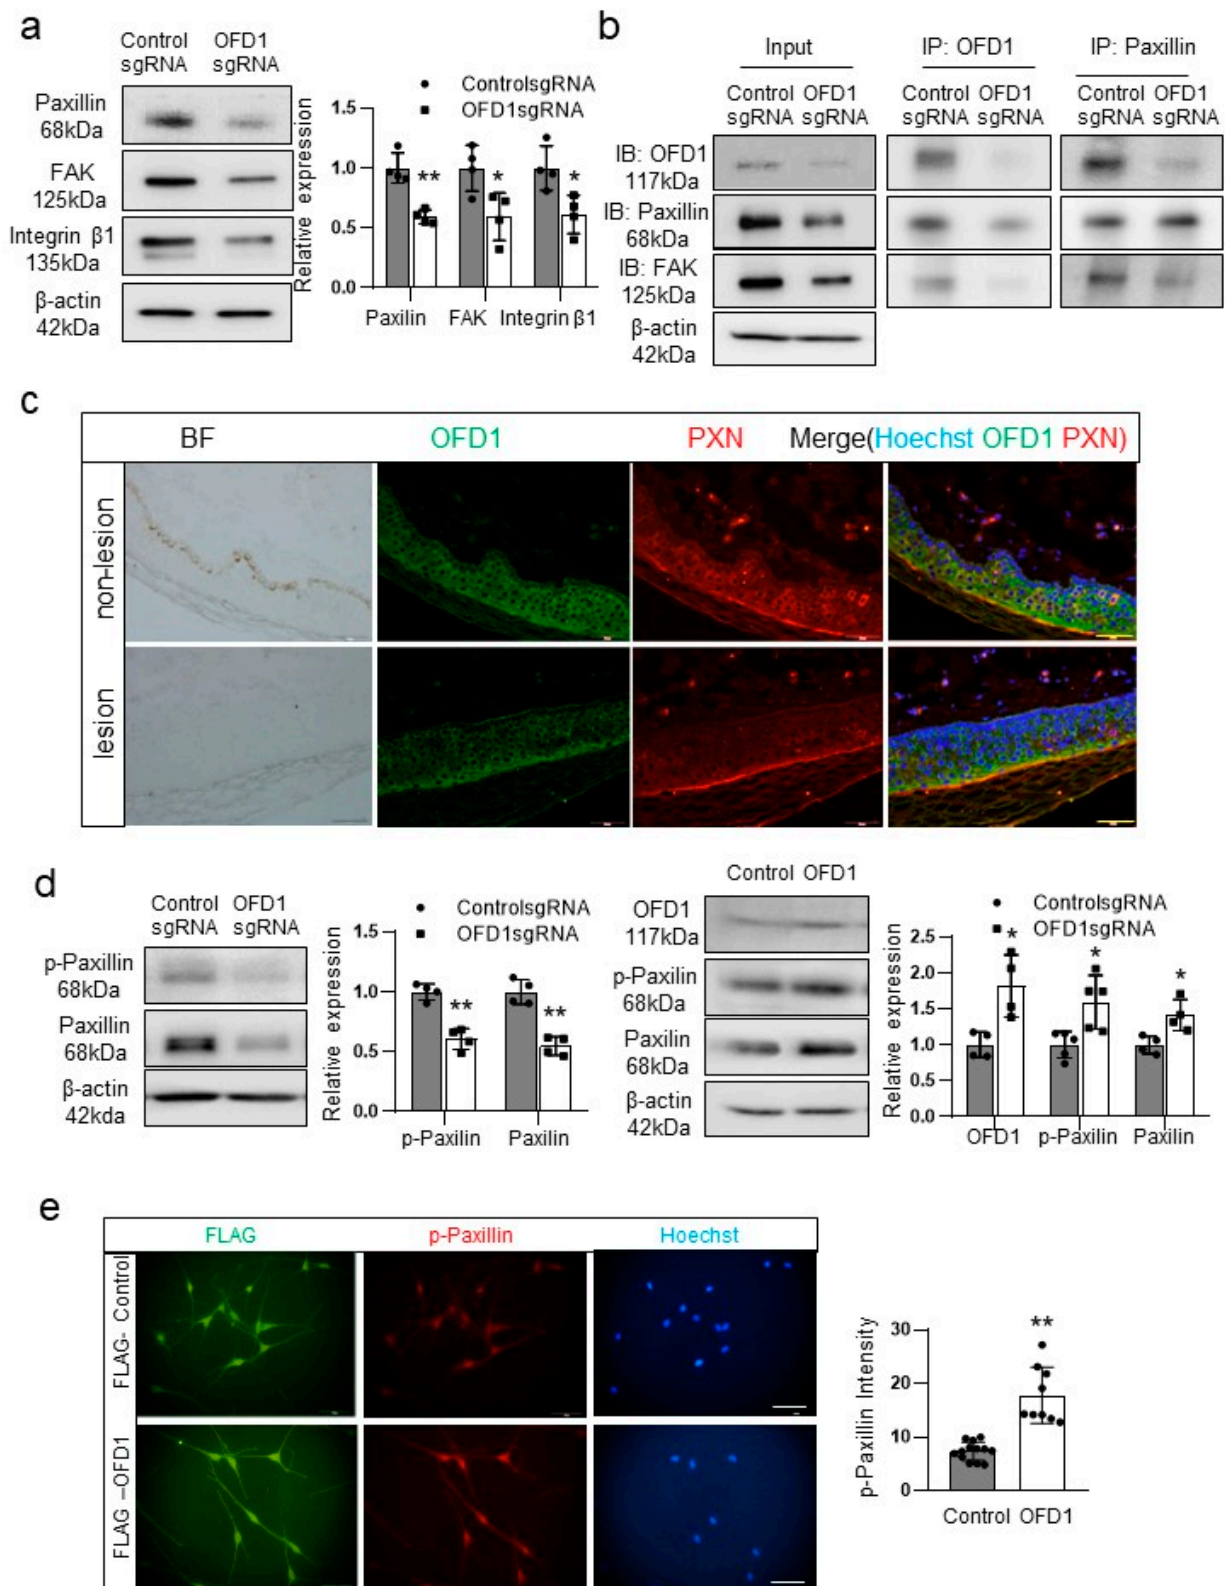 a
Control OFD1
sgRNA sgRNA
Paxillin
68kDa
FAK
125kDa
Integrin β1
135kDa
β-actin
42kDa
● ControlsgRNA
■ OFD1sgRNA
Relative expression
1.5
1.0
0.5
0.0
** * *
Paxilin FAK Integrin β1
b
Input IP: OFD1 IP: Paxillin
Control OFD1 Control OFD1 Control OFD1
sgRNA sgRNA sgRNA sgRNA sgRNA sgRNA
IB: OFD1
117kDa
IB: Paxillin
68kDa
IB: FAK
125kDa
β-actin
42kDa
c
BF OFD1 PXN Merge(Hoechst OFD1 PXN)
non-lesion
lesion
d
Control OFD1
sgRNA sgRNA
p-Paxillin
68kDa
Paxillin
68kDa
β-actin
42kda
● ControlsgRNA
■ OFD1sgRNA
Relative expression
1.5
1.0
0.5
0.0
** **
p-Paxilin Paxilin
Control OFD1
OFD1
117kDa
p-Paxilin
68kDa
Paxilin
68kDa
β-actin
42kDa
● ControlsgRNA
■ OFD1sgRNA
Relative expression
2.5
2.0
1.5
1.0
0.5
0.0
* * *
OFD1 p-Paxilin Paxilin
e
FLAG p-Paxillin Hoechst
FLAG- Control
FLAG –OFD1
p-Paxillin Intensity
30
20
10
0
**
Control OFD1